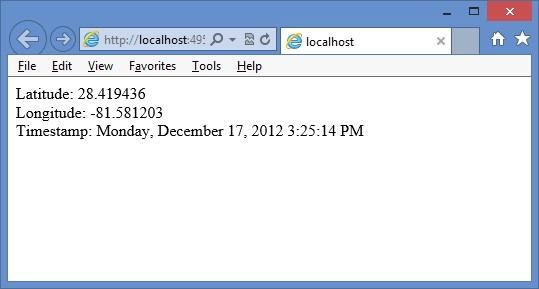 http://localhost:495
localhost
File Edit View Favorites Tools Help
Latitude: 28.419436
Longitude: -81.581203
Timestamp: Monday, December 17, 2012 3:25:14 PM